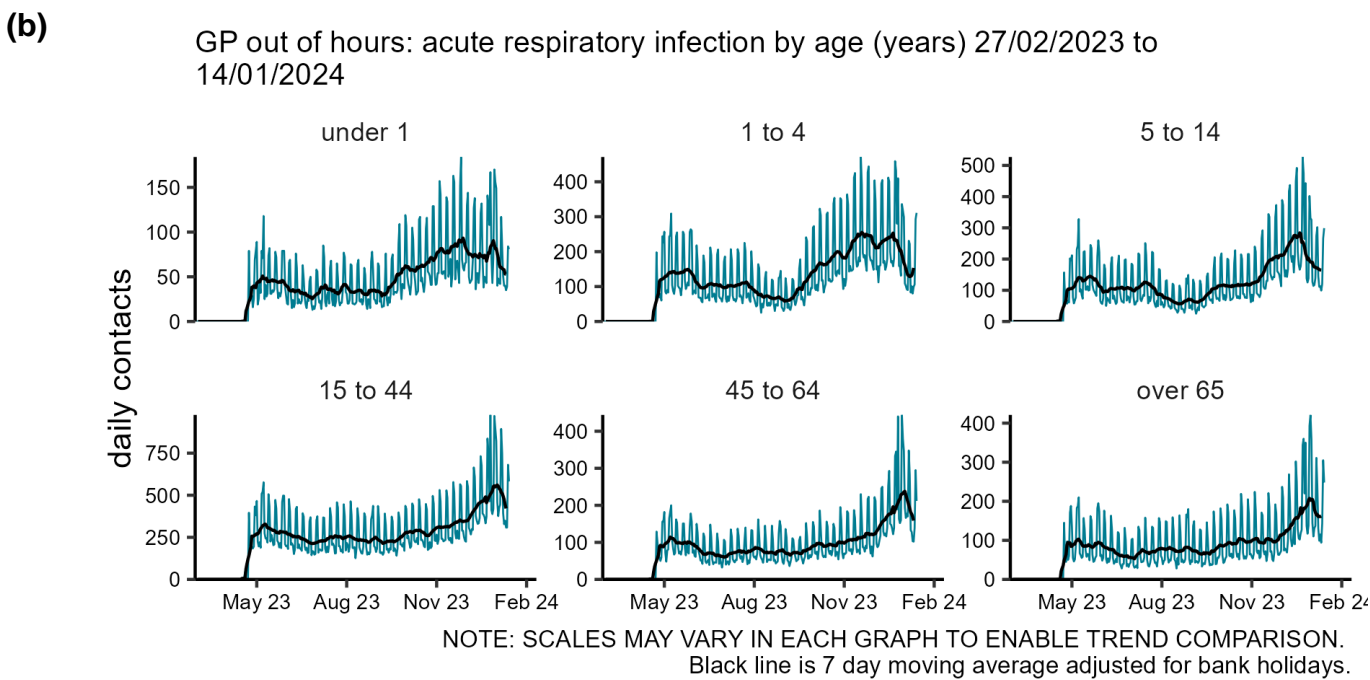 (b)
GP out of hours: acute respiratory infection by age (years) 27/02/2023 to
14/01/2024
daily contacts
under 1
150
100
50
0
1 to 4
400
300
200
100
0
5 to 14
500
400
300
200
100
0
15 to 44
750
500
250
0
May 23 Aug 23 Nov 23 Feb 24
45 to 64
400
300
200
100
0
May 23 Aug 23 Nov 23 Feb 24
over 65
400
300
200
100
0
May 23 Aug 23 Nov 23 Feb 24
NOTE: SCALES MAY VARY IN EACH GRAPH TO ENABLE TREND COMPARISON.
Black line is 7 day moving average adjusted for bank holidays.